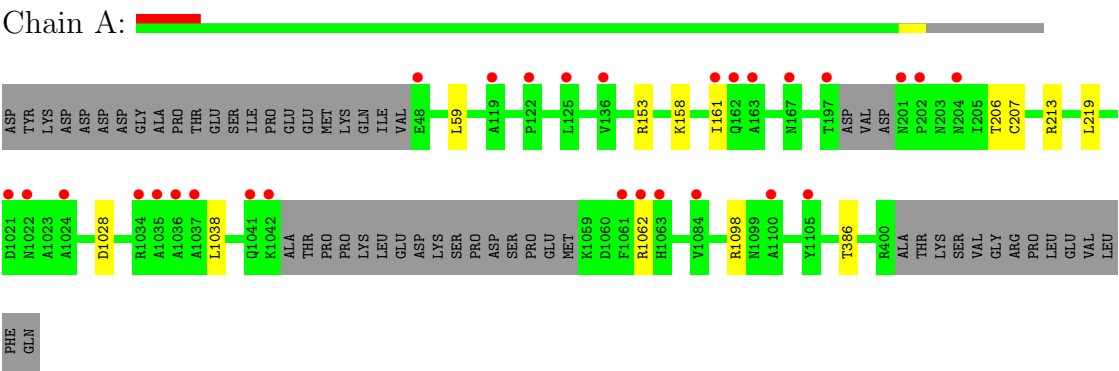 Chain A:
ASP TYR LYS ASP ASP ASP ASP GLY ALA PRO THR GLU SER ILE PRO GLU GLU MET LYS GLN ILE VAL E48 L59 A119 P122 L125 V136 R153 K158 I161 Q162 A163 N167 T197 ASP VAL ASP N201 P202 N203 N204 I205 T206 C207 R213 L219
D1021 N1022 A1023 A1024 D1028 R1034 A1035 A1036 A1037 L1038 Q1041 K1042 ALA THR PRO PRO LYS LEU GLU ASP LYS SER PRO ASP SER PRO GLU MET K1059 D1060 F1061 R1062 H1063 V1084 R1098 N1099 A1100 Y1105 T386 R400 ALA THR LYS SER VAL GLY ARG PRO LEU GLU VAL LEU
PHE GLN